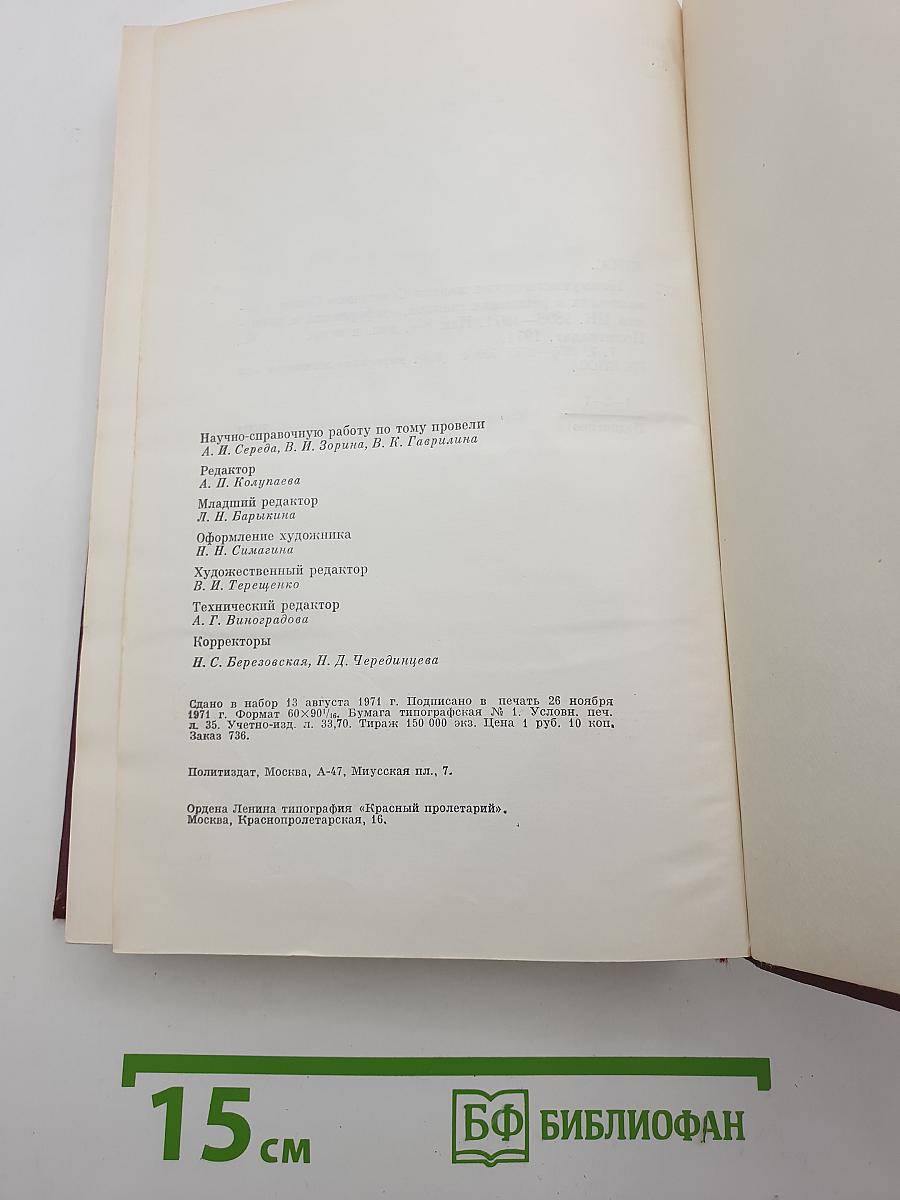 Научно-справочную работу по тому провели
А. И. Середа, В. И. Зорина, В. К. Гаврилина
Редактор
А. П. Колупаева
Младший редактор
Л. Н. Барыкина
Оформление художника
Н. Н. Симагина
Художественный редактор
В. И. Терещенко
Технический редактор
А. Г. Виноградова
Корректоры
Н. С. Березовская, Н. Д. Черединцева
Сдано в набор 13 августа 1971 г. Подписано в печать 26 ноября
1971 г. Формат 60×90¹/₁₆. Бумага типографская № 1. Условн. печ.
л. 35. Учетно-изд. л. 33,70. Тираж 150 000 экз. Цена 1 руб. 10 коп.
Заказ 736.
Политиздат, Москва, А-47, Миусская пл., 7.
Ордена Ленина типография «Красный пролетарий».
Москва, Краснопролетарская, 16.
15 см
БФ БИБЛИОФАН